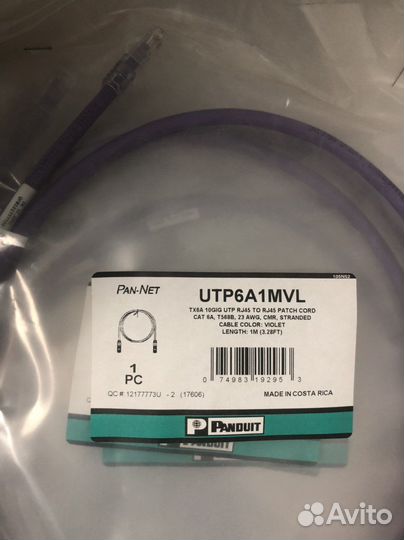 105N52
PAN-NET
UTP6A1MVL
TX6A 10GIG UTP RJ45 TO RJ45 PATCH CORD
CAT 6A, T568B, 23 AWG, CMR, STRANDED
CABLE COLOR: VIOLET
LENGTH: 1M (3.28FT)
1
PC
0 74983 19295 3
QC #: 12177773U - 2 (17606)
MADE IN COSTA RICA
PANDUIT
Avito